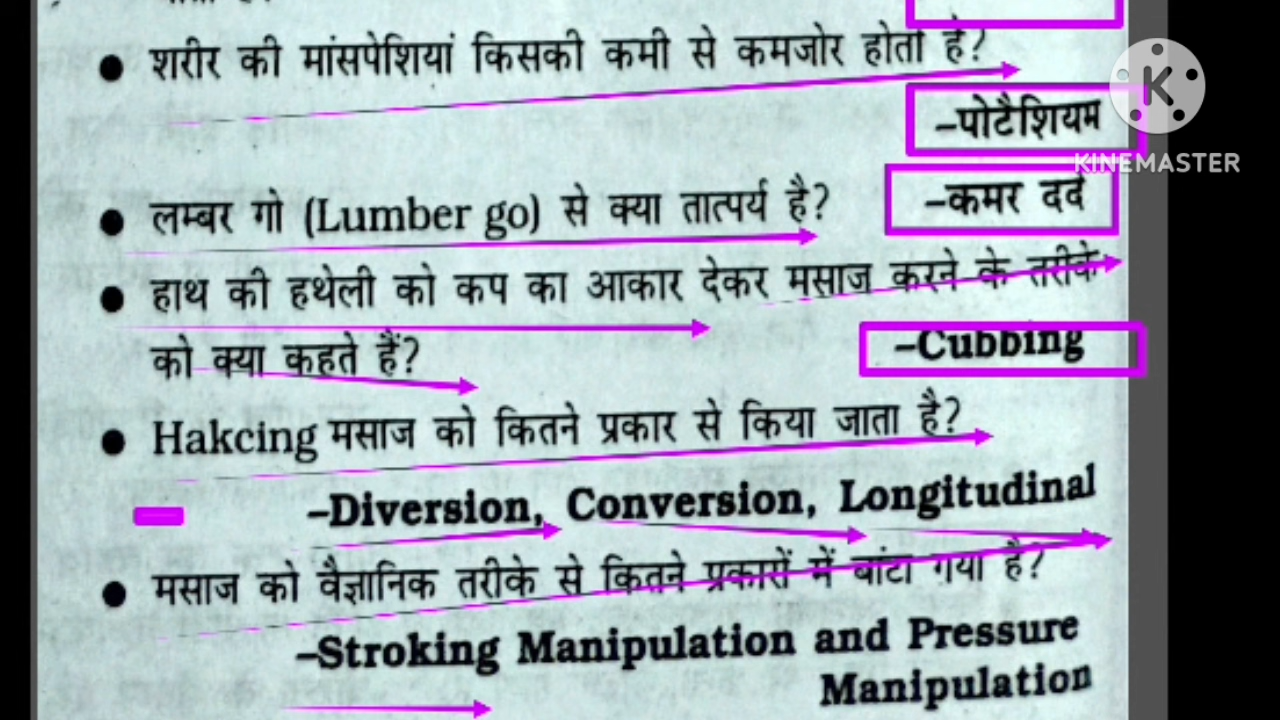 शरीर की मांसपेशियां किसकी कमी से कमजोर होती है?
–पोटैशियम
KINEMASTER
लम्बर गो (Lumber go) से क्या तात्पर्य है? –कमर दर्द
हाथ की हथेली को कप का आकार देकर मसाज करने के तरीके
को क्या कहते हैं? –Cubbing
Hakcing मसाज को कितने प्रकार से किया जाता है?
–Diversion, Conversion, Longitudinal
मसाज को वैज्ञानिक तरीके से कितने प्रकारों में बांटा गया है?
–Stroking Manipulation and Pressure
Manipulation